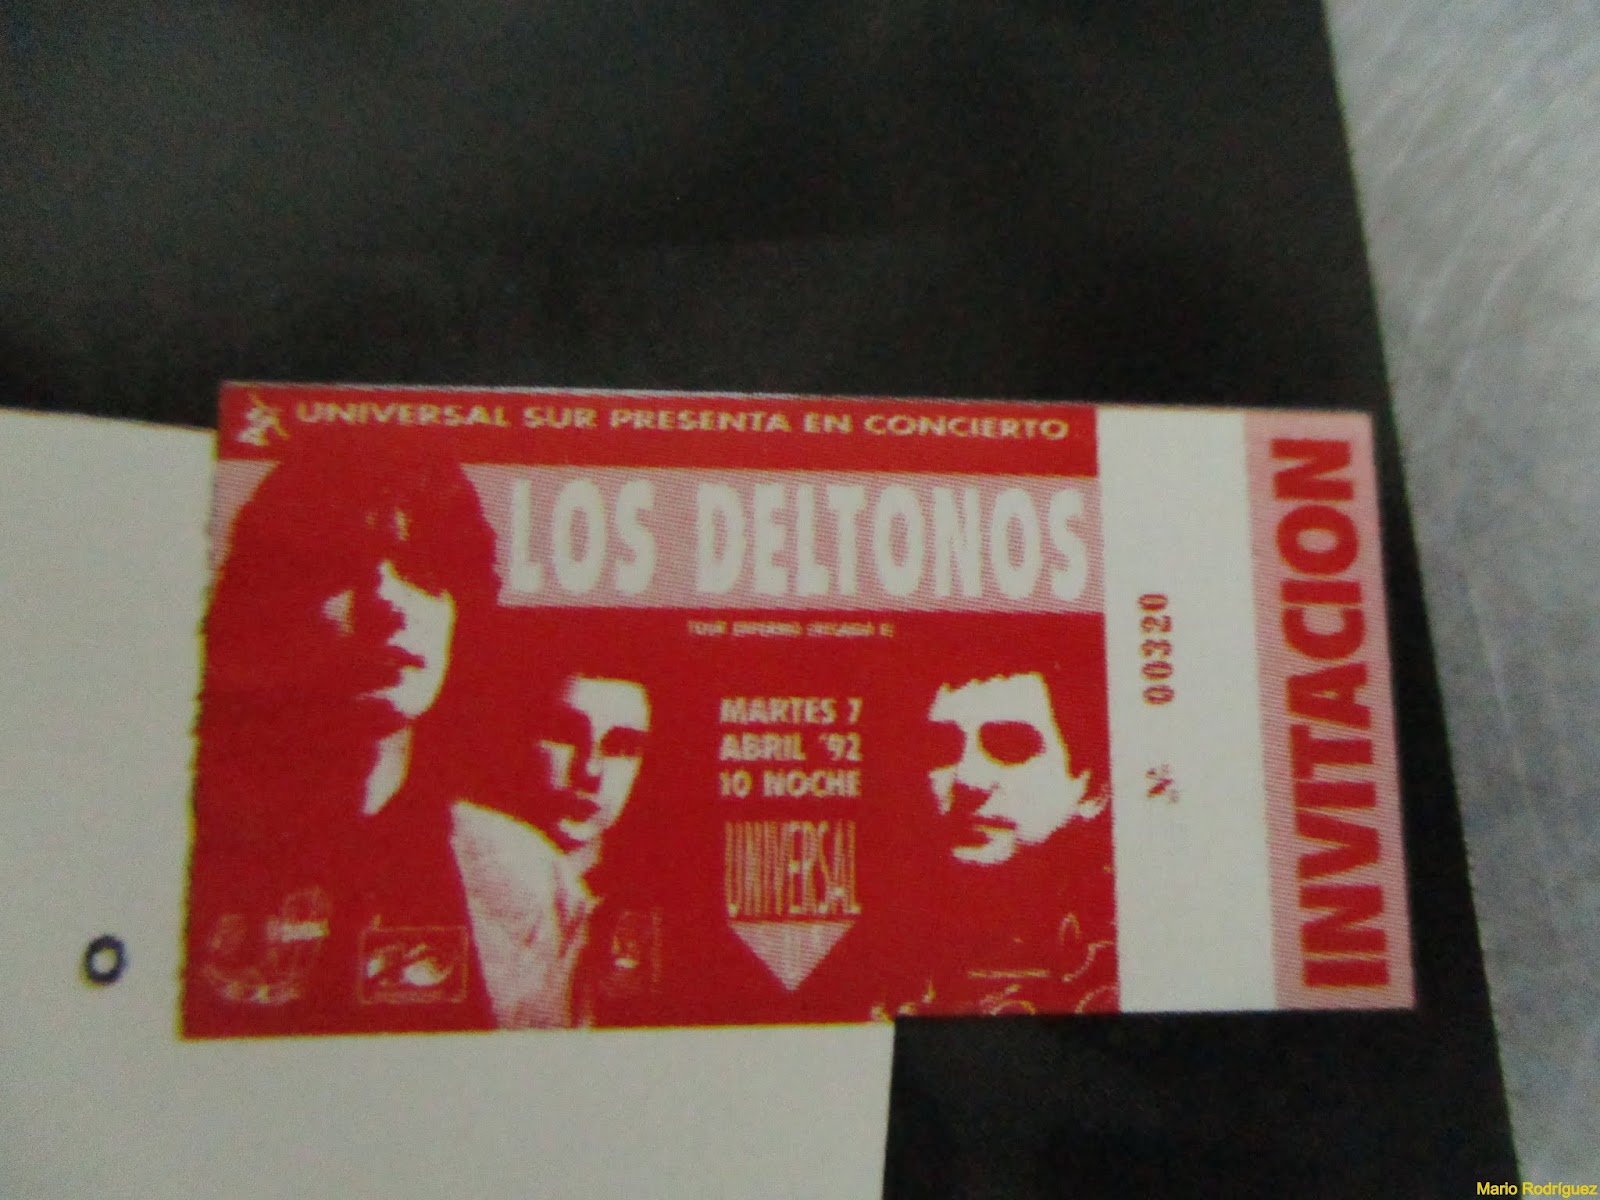 UNIVERSAL SUR PRESENTA EN CONCIERTO
LOS DELTONOS
MARTES 7
ABRIL '92
10 NOCHE
UNIVERSAL
Nº 00320
INVITACION
Mario Rodríguez